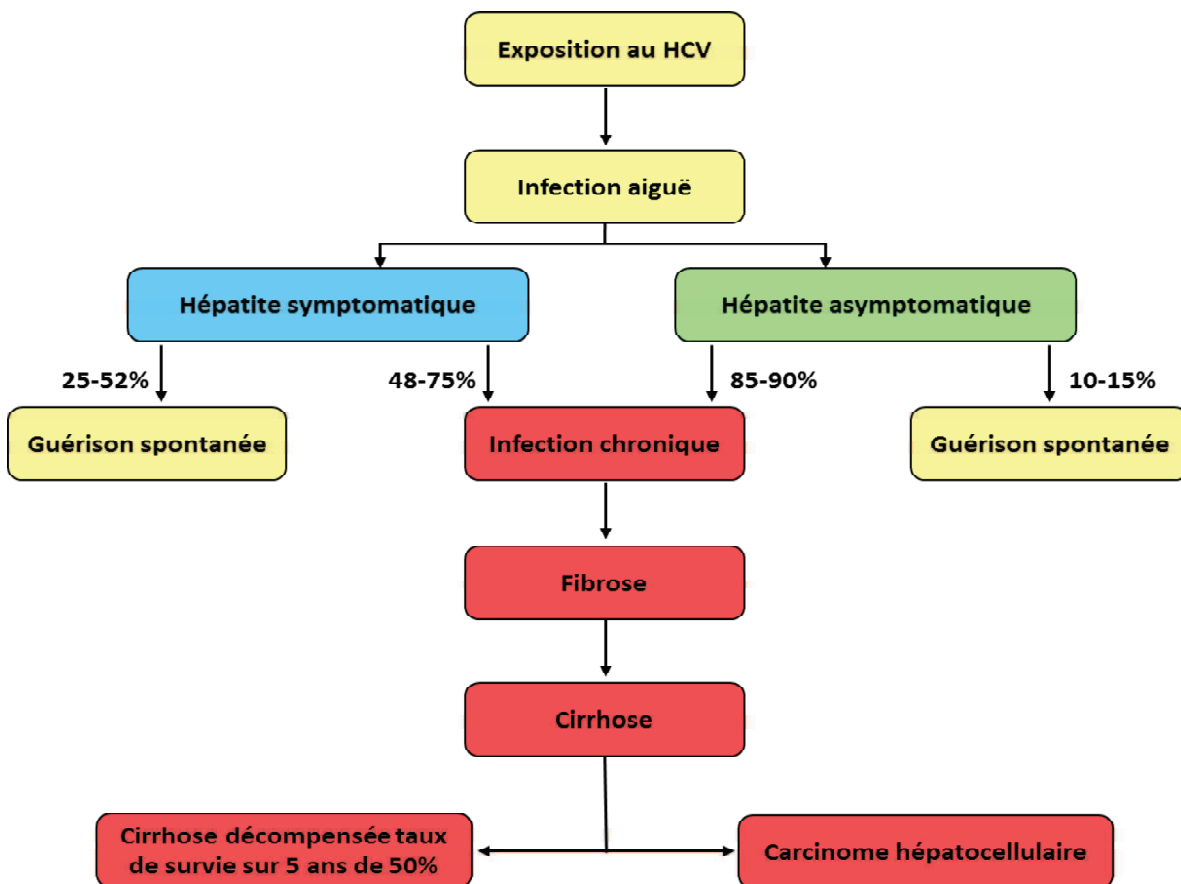 Exposition au HCV
Infection aiguë
Hépatite symptomatique
Hépatite asymptomatique
25-52%
48-75%
85-90%
10-15%
Guérison spontanée
Infection chronique
Guérison spontanée
Fibrose
Cirrhose
Cirrhose décompensée taux
de survie sur 5 ans de 50%
Carcinome hépatocellulaire